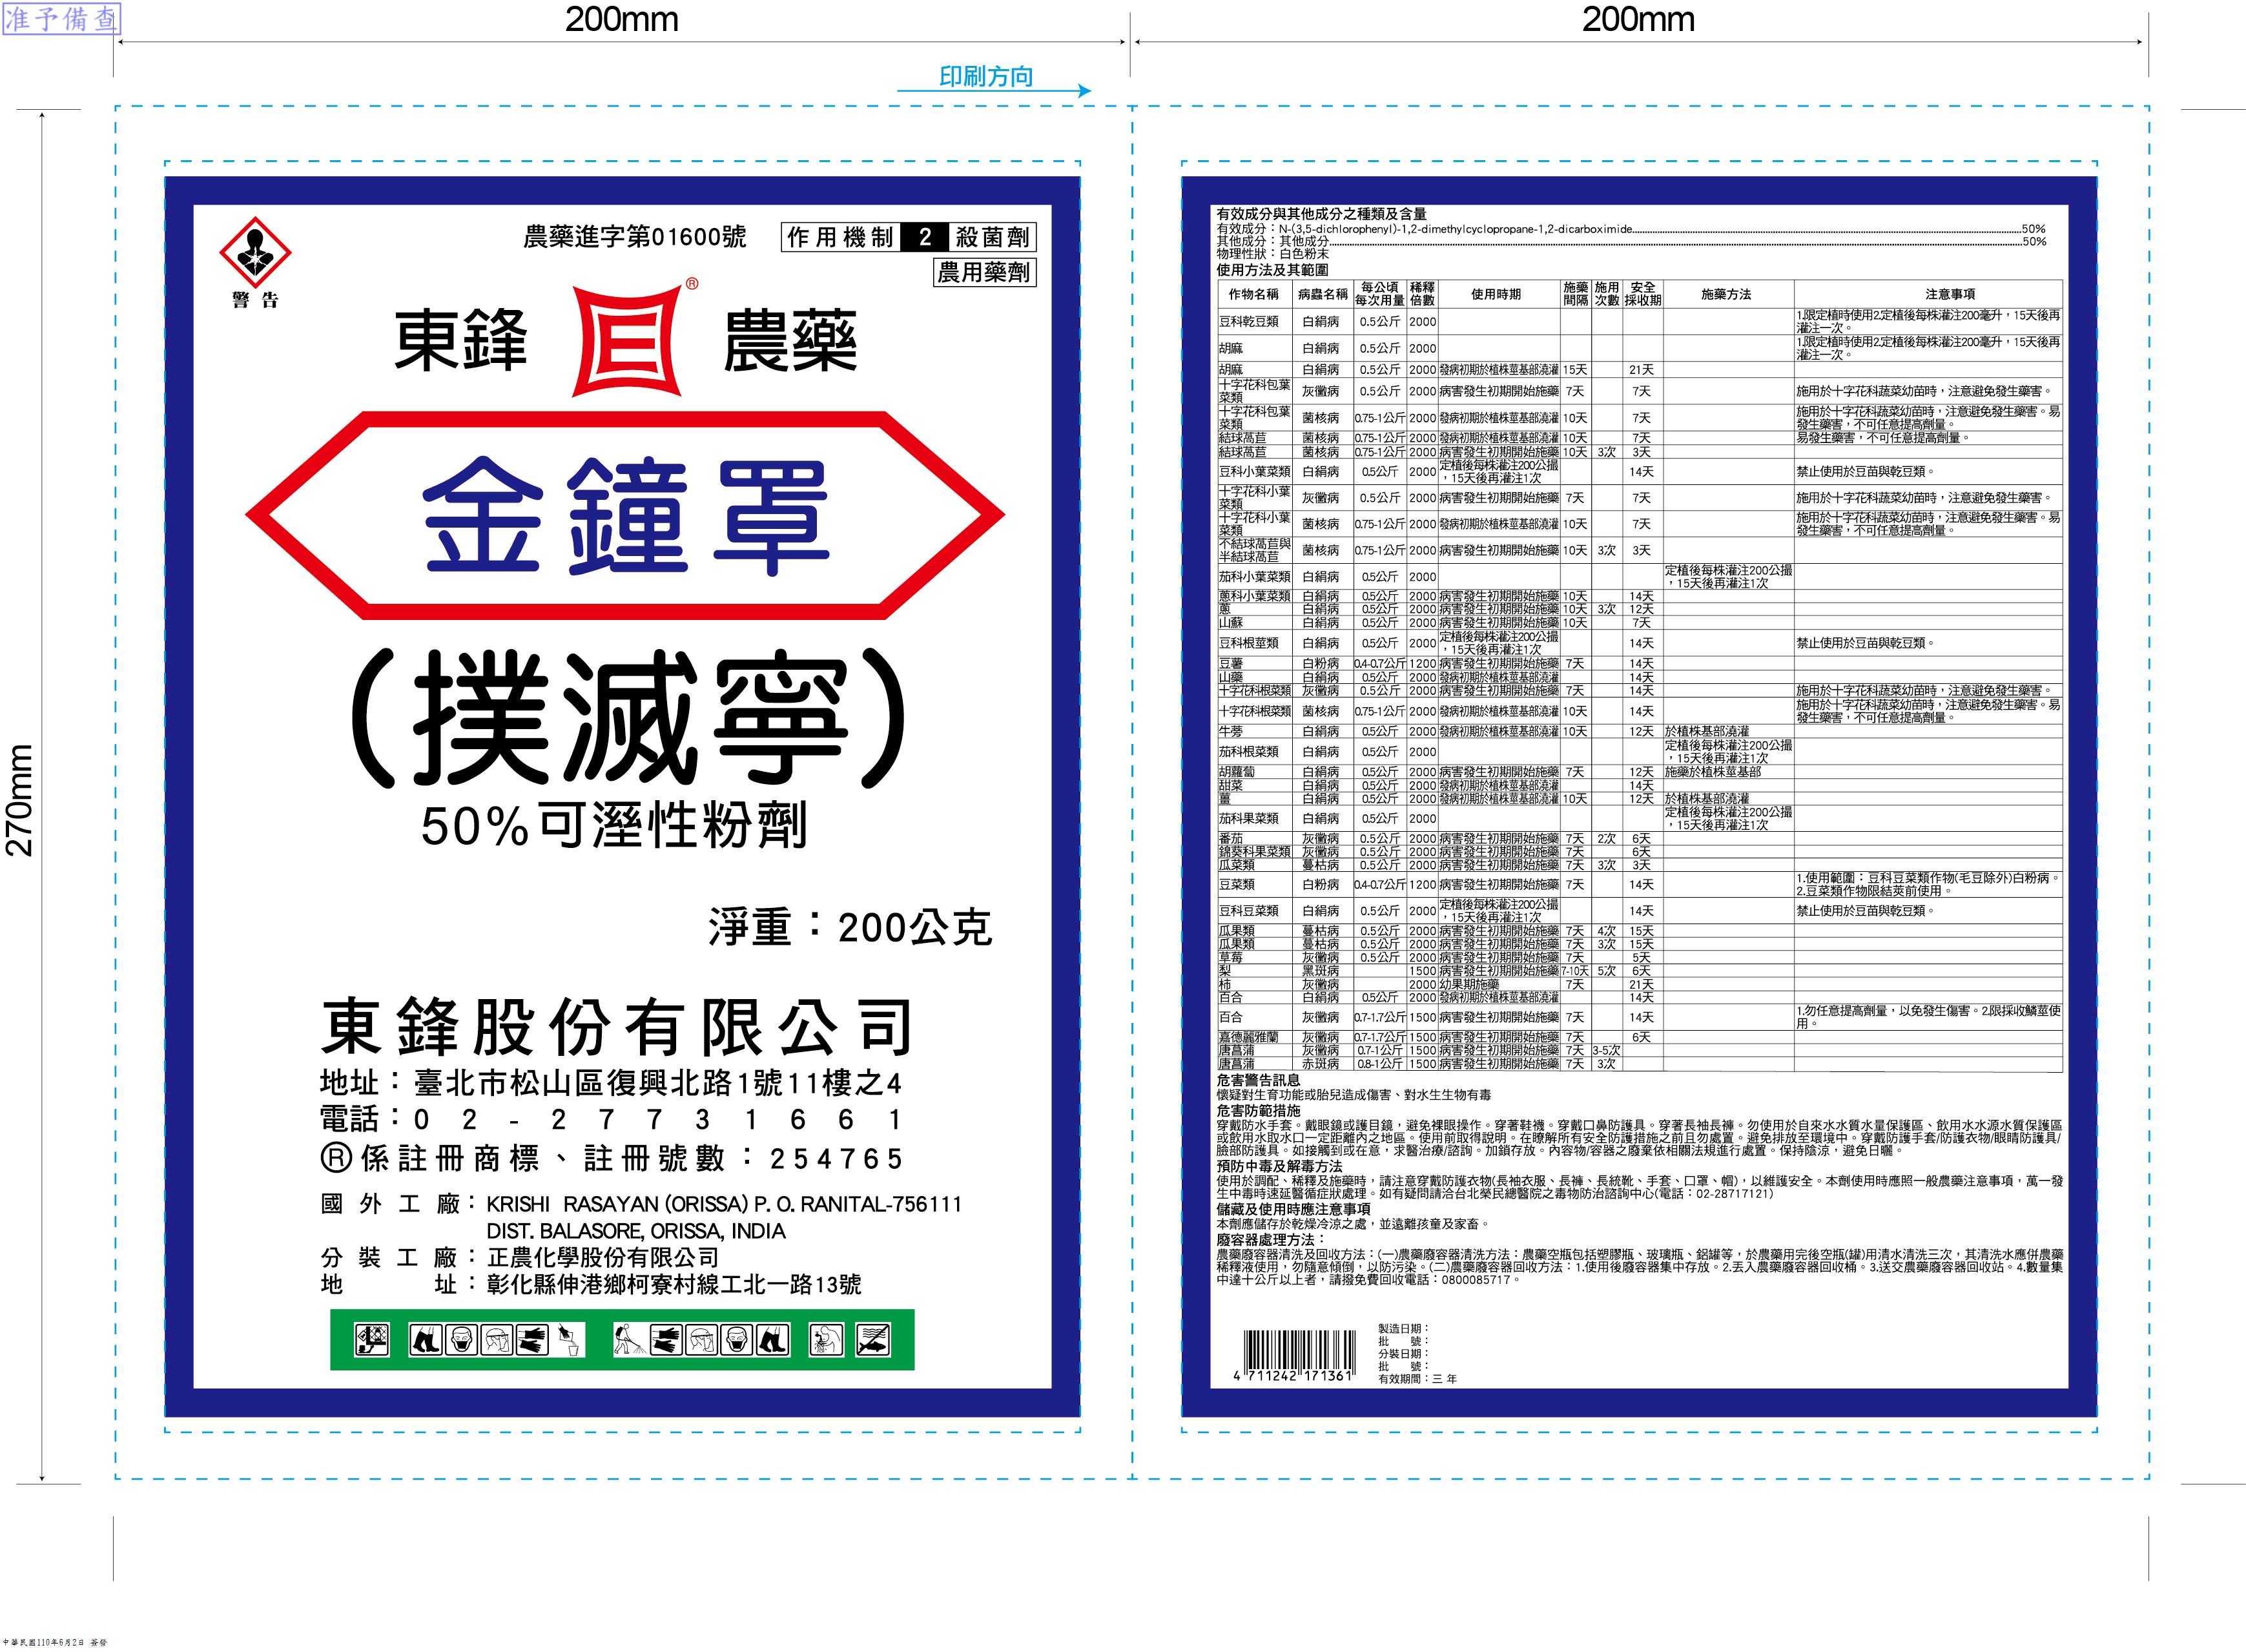 准予備查
200mm
200mm
印刷方向
270mm
農藥進字第01600號
作用機制 2 殺菌劑
農用藥劑
警告
東鋒 ® 農藥
金鐘罩
(撲滅寧)
50%可溼性粉劑
淨重：200公克
東鋒股份有限公司
地址：臺北市松山區復興北路1號11樓之4
電話：02-27731661
®係註冊商標、註冊號數：254765
國外工廠：KRISHI RASAYAN (ORISSA) P. O. RANITAL-756111
DIST. BALASORE, ORISSA, INDIA
分裝工廠：正農化學股份有限公司
地址：彰化縣伸港鄉柯寮村線工北一路13號
有效成分與其他成分之種類及含量
有效成分：N-(3,5-dichlorophenyl)-1,2-dimethylcyclopropane-1,2-dicarboximide......50%
其他成分：其他成分......50%
物理性狀：白色粉末
使用方法及其範圍
作物名稱 病蟲名稱 每公頃每次用量 稀釋倍數 使用時期 施藥間隔 施用次數 安全採收期 施藥方法 注意事項
豆科乾豆類 白絹病 0.5公斤 2000 1.限定植時使用2.定植後每株灌注200毫升，15天後再灌注一次。
胡麻 白絹病 0.5公斤 2000 1.限定植時使用2.定植後每株灌注200毫升，15天後再灌注一次。
胡麻 白絹病 0.5公斤 2000 發病初期於植株莖基部澆灌 15天 21天
十字花科包葉菜類 灰黴病 0.5公斤 2000 病害發生初期開始施藥 7天 7天 施用於十字花科蔬菜幼苗時，注意避免發生藥害。
十字花科包葉菜類 菌核病 0.75-1公斤 2000 發病初期於植株莖基部澆灌 10天 7天 施用於十字花科蔬菜幼苗時，注意避免發生藥害。易發生藥害，不可任意提高劑量。
結球萵苣 菌核病 0.75-1公斤 2000 發病初期於植株莖基部澆灌 10天 7天 易發生藥害，不可任意提高劑量。
結球萵苣 菌核病 0.75-1公斤 2000 病害發生初期開始施藥 10天 3次 3天
豆科小葉菜類 白絹病 0.5公斤 2000 定植後每株灌注200公撮，15天後再灌注1次 14天 禁止使用於豆苗與乾豆類。
十字花科小葉菜類 灰黴病 0.5公斤 2000 病害發生初期開始施藥 7天 7天 施用於十字花科蔬菜幼苗時，注意避免發生藥害。
十字花科小葉菜類 菌核病 0.75-1公斤 2000 發病初期於植株莖基部澆灌 10天 7天 施用於十字花科蔬菜幼苗時，注意避免發生藥害。易發生藥害，不可任意提高劑量。
不結球萵苣與半結球萵苣 菌核病 0.75-1公斤 2000 病害發生初期開始施藥 10天 3次 3天
茄科小葉菜類 白絹病 0.5公斤 2000 定植後每株灌注200公撮，15天後再灌注1次
蔥科小葉菜類 白絹病 0.5公斤 2000 病害發生初期開始施藥 10天 14天
蔥 白絹病 0.5公斤 2000 病害發生初期開始施藥 10天 3次 12天
山蘇 白絹病 0.5公斤 2000 病害發生初期開始施藥 10天 7天
豆科根莖類 白絹病 0.5公斤 2000 定植後每株灌注200公撮，15天後再灌注1次 14天 禁止使用於豆苗與乾豆類。
豆薯 白粉病 0.4-0.7公斤 1200 病害發生初期開始施藥 7天 14天
山藥 白絹病 0.5公斤 2000 發病初期於植株莖基部澆灌 14天
十字花科根菜類 灰黴病 0.5公斤 2000 病害發生初期開始施藥 7天 14天 施用於十字花科蔬菜幼苗時，注意避免發生藥害。
十字花科根菜類 菌核病 0.75-1公斤 2000 發病初期於植株莖基部澆灌 10天 14天 施用於十字花科蔬菜幼苗時，注意避免發生藥害。易發生藥害，不可任意提高劑量。
牛蒡 白絹病 0.5公斤 2000 發病初期於植株莖基部澆灌 10天 12天 於植株基部澆灌
茄科根菜類 白絹病 0.5公斤 2000 定植後每株灌注200公撮，15天後再灌注1次
胡蘿蔔 白絹病 0.5公斤 2000 病害發生初期開始施藥 7天 12天 施藥於植株莖基部
甜菜 白絹病 0.5公斤 2000 發病初期於植株莖基部澆灌 14天
薑 白絹病 0.5公斤 2000 發病初期於植株莖基部澆灌 10天 12天 於植株基部澆灌
茄科果菜類 白絹病 0.5公斤 2000 定植後每株灌注200公撮，15天後再灌注1次
番茄 灰黴病 0.5公斤 2000 病害發生初期開始施藥 7天 2次 6天
錦葵科果菜類 灰黴病 0.5公斤 2000 病害發生初期開始施藥 7天 6天
瓜菜類 蔓枯病 0.5公斤 2000 病害發生初期開始施藥 7天 3次 3天
豆菜類 白粉病 0.4-0.7公斤 1200 病害發生初期開始施藥 7天 14天 1.使用範圍：豆科豆菜類作物(毛豆除外)白粉病。2.豆菜類作物限結莢前使用。
豆科豆菜類 白絹病 0.5公斤 2000 定植後每株灌注200公撮，15天後再灌注1次 14天 禁止使用於豆苗與乾豆類。
瓜果類 蔓枯病 0.5公斤 2000 病害發生初期開始施藥 7天 4次 15天
瓜果類 蔓枯病 0.5公斤 2000 病害發生初期開始施藥 7天 3次 15天
草莓 灰黴病 0.5公斤 2000 病害發生初期開始施藥 7天 5天
梨 黑斑病 1500 病害發生初期開始施藥 7-10天 5次 6天
柿 灰黴病 2000 幼果期施藥 7天 21天
百合 白絹病 0.5公斤 2000 發病初期於植株莖基部澆灌 14天
百合 灰黴病 0.7-1.7公斤 1500 病害發生初期開始施藥 7天 14天 1.勿任意提高劑量，以免發生傷害。2.限採收鱗莖使用。
嘉德麗雅蘭 灰黴病 0.7-1.7公斤 1500 病害發生初期開始施藥 7天 6天
唐菖蒲 灰黴病 0.7-1公斤 1500 病害發生初期開始施藥 7天 3-5次
唐菖蒲 赤斑病 0.8-1公斤 1500 病害發生初期開始施藥 7天 3次
危害警告訊息
懷疑對生育功能或胎兒造成傷害、對水生生物有毒
危害防範措施
穿戴防水手套。戴眼鏡或護目鏡，避免裸眼操作。穿著鞋襪。穿戴口鼻防護具。穿著長袖長褲。勿使用於自來水水質水量保護區、飲用水水源水質保護區
或飲用水取水口一定距離內之地區。使用前取得說明。在瞭解所有安全防護措施之前且勿處置。避免排放至環境中。穿戴防護手套/防護衣物/眼睛防護具/
臉部防護具。如接觸到或在意，求醫治療/諮詢。加鎖存放。內容物/容器之廢棄依相關法規進行處置。保持陰涼，避免日曬。
預防中毒及解毒方法
使用於調配、稀釋及施藥時，請注意穿戴防護衣物(長袖衣服、長褲、長統靴、手套、口罩、帽)，以維護安全。本劑使用時應照一般農藥注意事項，萬一發
生中毒時速延醫循症狀處理。如有疑問請洽台北榮民總醫院之毒物防治諮詢中心(電話：02-28717121)
儲藏及使用時應注意事項
本劑應儲存於乾燥冷涼之處，並遠離孩童及家畜。
廢容器處理方法：
農藥廢容器清洗及回收方法：(一)農藥廢容器清洗方法：農藥空瓶包括塑膠瓶、玻璃瓶、鋁罐等，於農藥用完後空瓶(罐)用清水清洗三次，其清洗水應併農藥
稀釋液使用，勿隨意傾倒，以防污染。(二)農藥廢容器回收方法：1.使用後廢容器集中存放。2.丟入農藥廢容器回收桶。3.送交農藥廢容器回收站。4.數量集
中達十公斤以上者，請撥免費回收電話：0800085717。
製造日期：
批號：
分裝日期：
批號：
有效期間：三年
4 711242 171361
中華民國110年6月2日 簽發